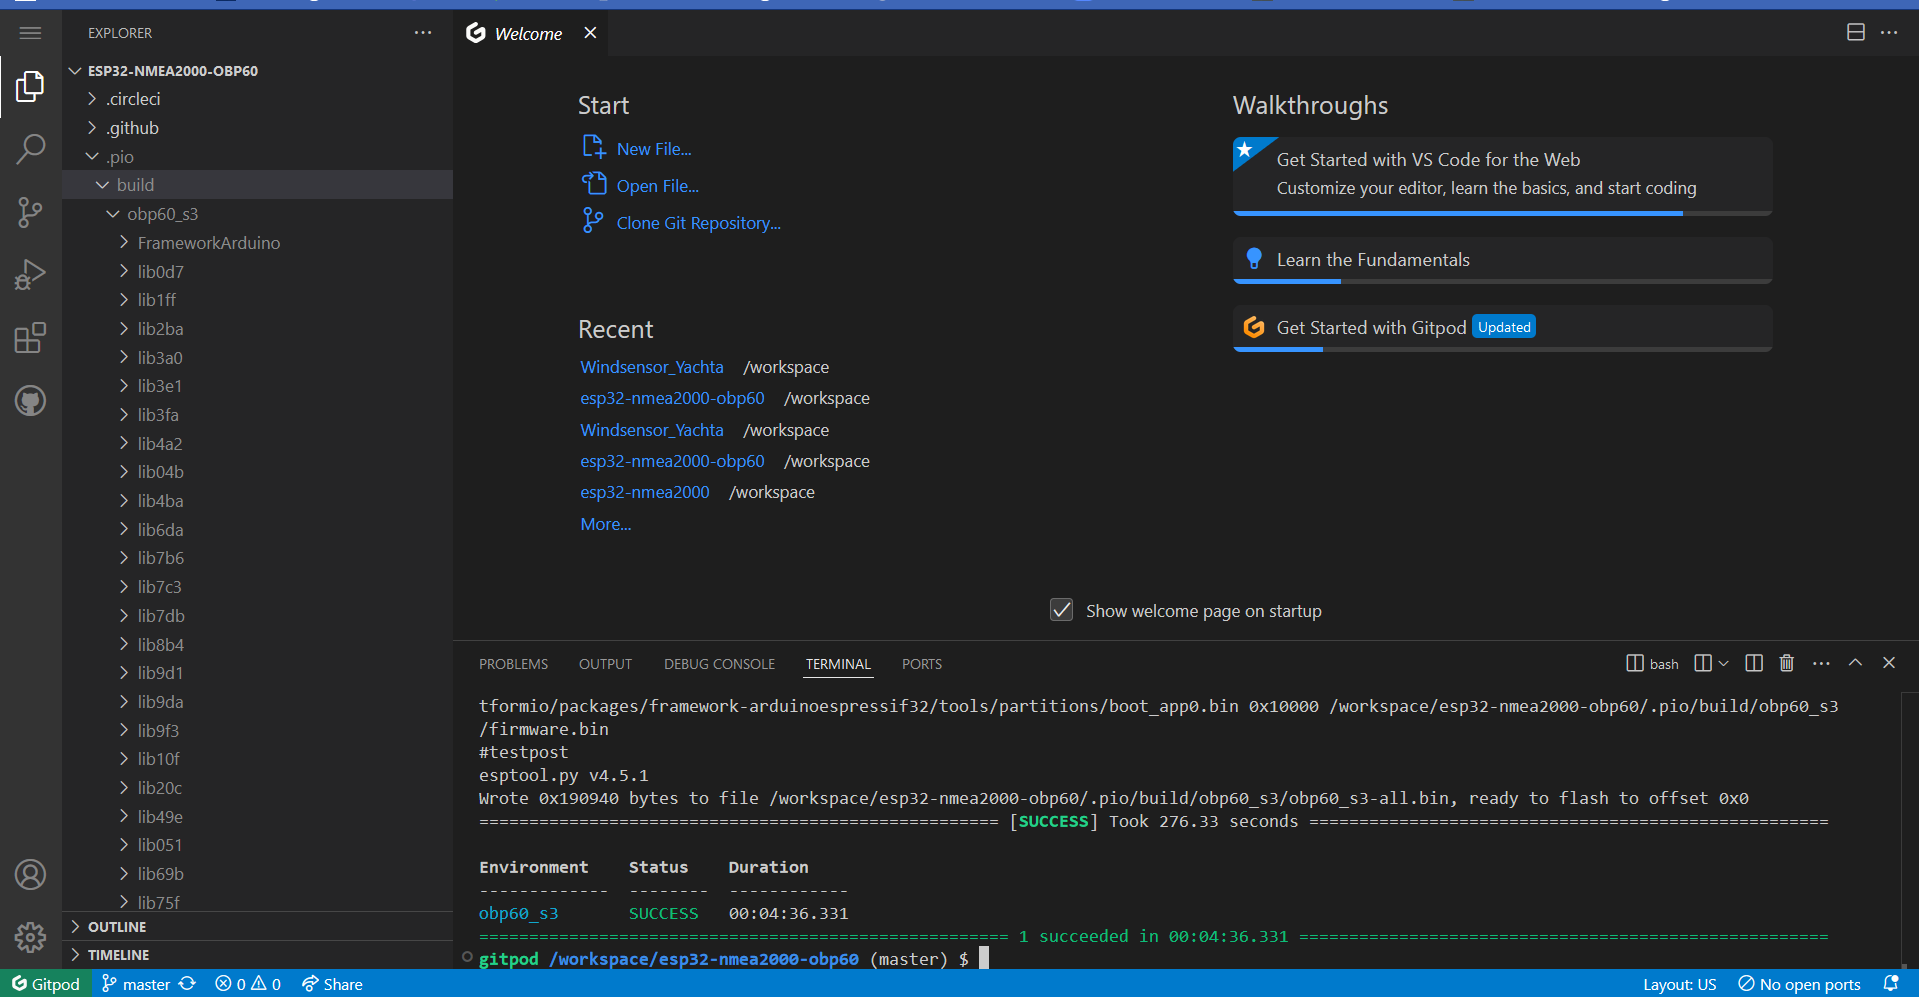 EXPLORER
ESP32-NMEA2000-OBP60
.circleci
.github
.pio
build
obp60_s3
FrameworkArduino
lib0d7
lib1ff
lib2ba
lib3a0
lib3e1
lib3fa
lib4a2
lib04b
lib4ba
lib6da
lib7b6
lib7c3
lib7db
lib8b4
lib9d1
lib9da
lib9f3
lib10f
lib20c
lib49e
lib051
lib69b
lib75f
OUTLINE
TIMELINE
Welcome
Start
New File...
Open File...
Clone Git Repository...
Recent
Windsensor_Yachta /workspace
esp32-nmea2000-obp60 /workspace
Windsensor_Yachta /workspace
esp32-nmea2000-obp60 /workspace
esp32-nmea2000 /workspace
More...
Walkthroughs
Get Started with VS Code for the Web
Customize your editor, learn the basics, and start coding
Learn the Fundamentals
Get Started with Gitpod Updated
Show welcome page on startup
PROBLEMS OUTPUT DEBUG CONSOLE TERMINAL PORTS bash
tformio/packages/framework-arduinoespressif32/tools/partitions/boot_app0.bin 0x10000 /workspace/esp32-nmea2000-obp60/.pio/build/obp60_s3
/firmware.bin
#testpost
esptool.py v4.5.1
Wrote 0x190940 bytes to file /workspace/esp32-nmea2000-obp60/.pio/build/obp60_s3/obp60_s3-all.bin, ready to flash to offset 0x0
==================================================== [SUCCESS] Took 276.33 seconds ====================================================
Environment Status Duration
------------- -------- ------------
obp60_s3 SUCCESS 00:04:36.331
===================================================== 1 succeeded in 00:04:36.331 =====================================================
gitpod /workspace/esp32-nmea2000-obp60 (master) $
Gitpod master 0 0 Share Layout: US No open ports